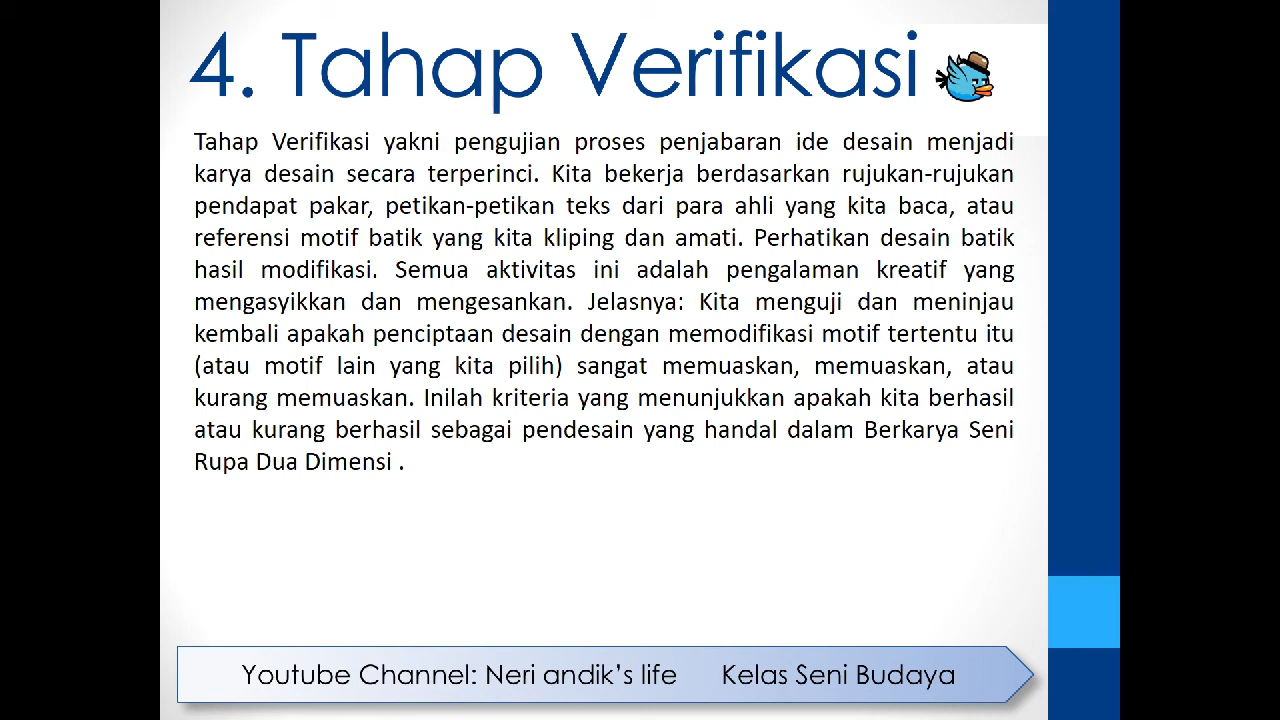 4. Tahap Verifikasi
Tahap Verifikasi yakni pengujian proses penjabaran ide desain menjadi
karya desain secara terperinci. Kita bekerja berdasarkan rujukan-rujukan
pendapat pakar, petikan-petikan teks dari para ahli yang kita baca, atau
referensi motif batik yang kita kliping dan amati. Perhatikan desain batik
hasil modifikasi. Semua aktivitas ini adalah pengalaman kreatif yang
mengasyikkan dan mengesankan. Jelasnya: Kita menguji dan meninjau
kembali apakah penciptaan desain dengan memodifikasi motif tertentu itu
(atau motif lain yang kita pilih) sangat memuaskan, memuaskan, atau
kurang memuaskan. Inilah kriteria yang menunjukkan apakah kita berhasil
atau kurang berhasil sebagai pendesain yang handal dalam Berkarya Seni
Rupa Dua Dimensi .
Youtube Channel: Neri andik’s life Kelas Seni Budaya